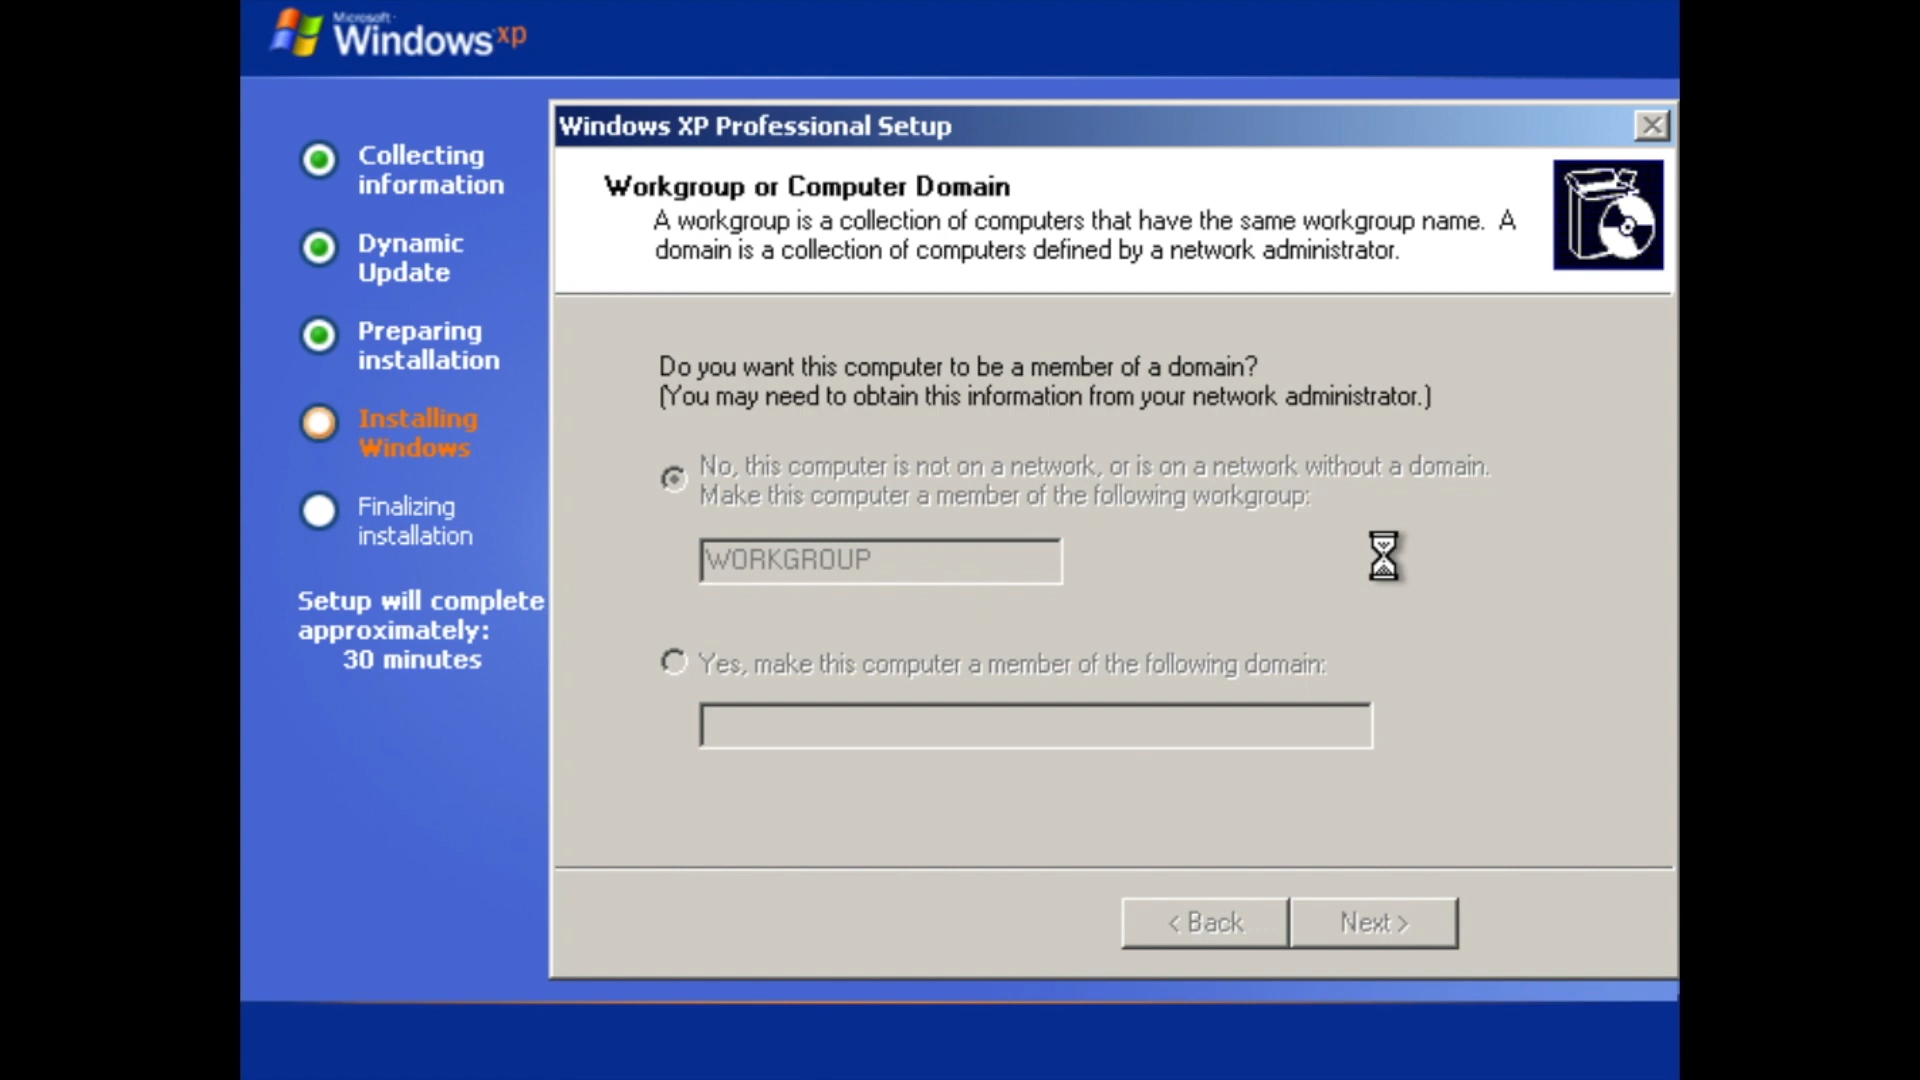 Microsoft
Windows xp
Collecting
information
Dynamic
Update
Preparing
installation
Installing
Windows
Finalizing
installation
Setup will complete
approximately:
30 minutes
Windows XP Professional Setup
Workgroup or Computer Domain
A workgroup is a collection of computers that have the same workgroup name. A
domain is a collection of computers defined by a network administrator.
Do you want this computer to be a member of a domain?
(You may need to obtain this information from your network administrator.)
No, this computer is not on a network, or is on a network without a domain.
Make this computer a member of the following workgroup:
WORKGROUP
Yes, make this computer a member of the following domain:
< Back
Next >